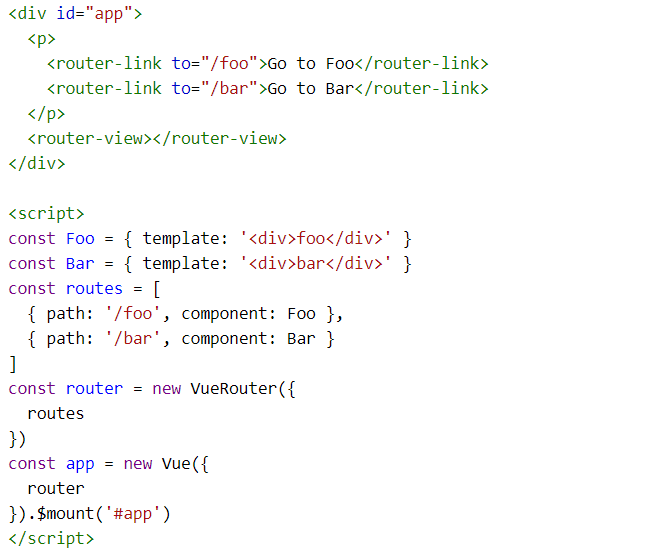 <div id="app">
  <p>
    <router-link to="/foo">Go to Foo</router-link>
    <router-link to="/bar">Go to Bar</router-link>
  </p>
  <router-view></router-view>
</div>

<script>
const Foo = { template: '<div>foo</div>' }
const Bar = { template: '<div>bar</div>' }
const routes = [
  { path: '/foo', component: Foo },
  { path: '/bar', component: Bar }
]
const router = new VueRouter({
  routes
})
const app = new Vue({
  router
}).$mount('#app')
</script>